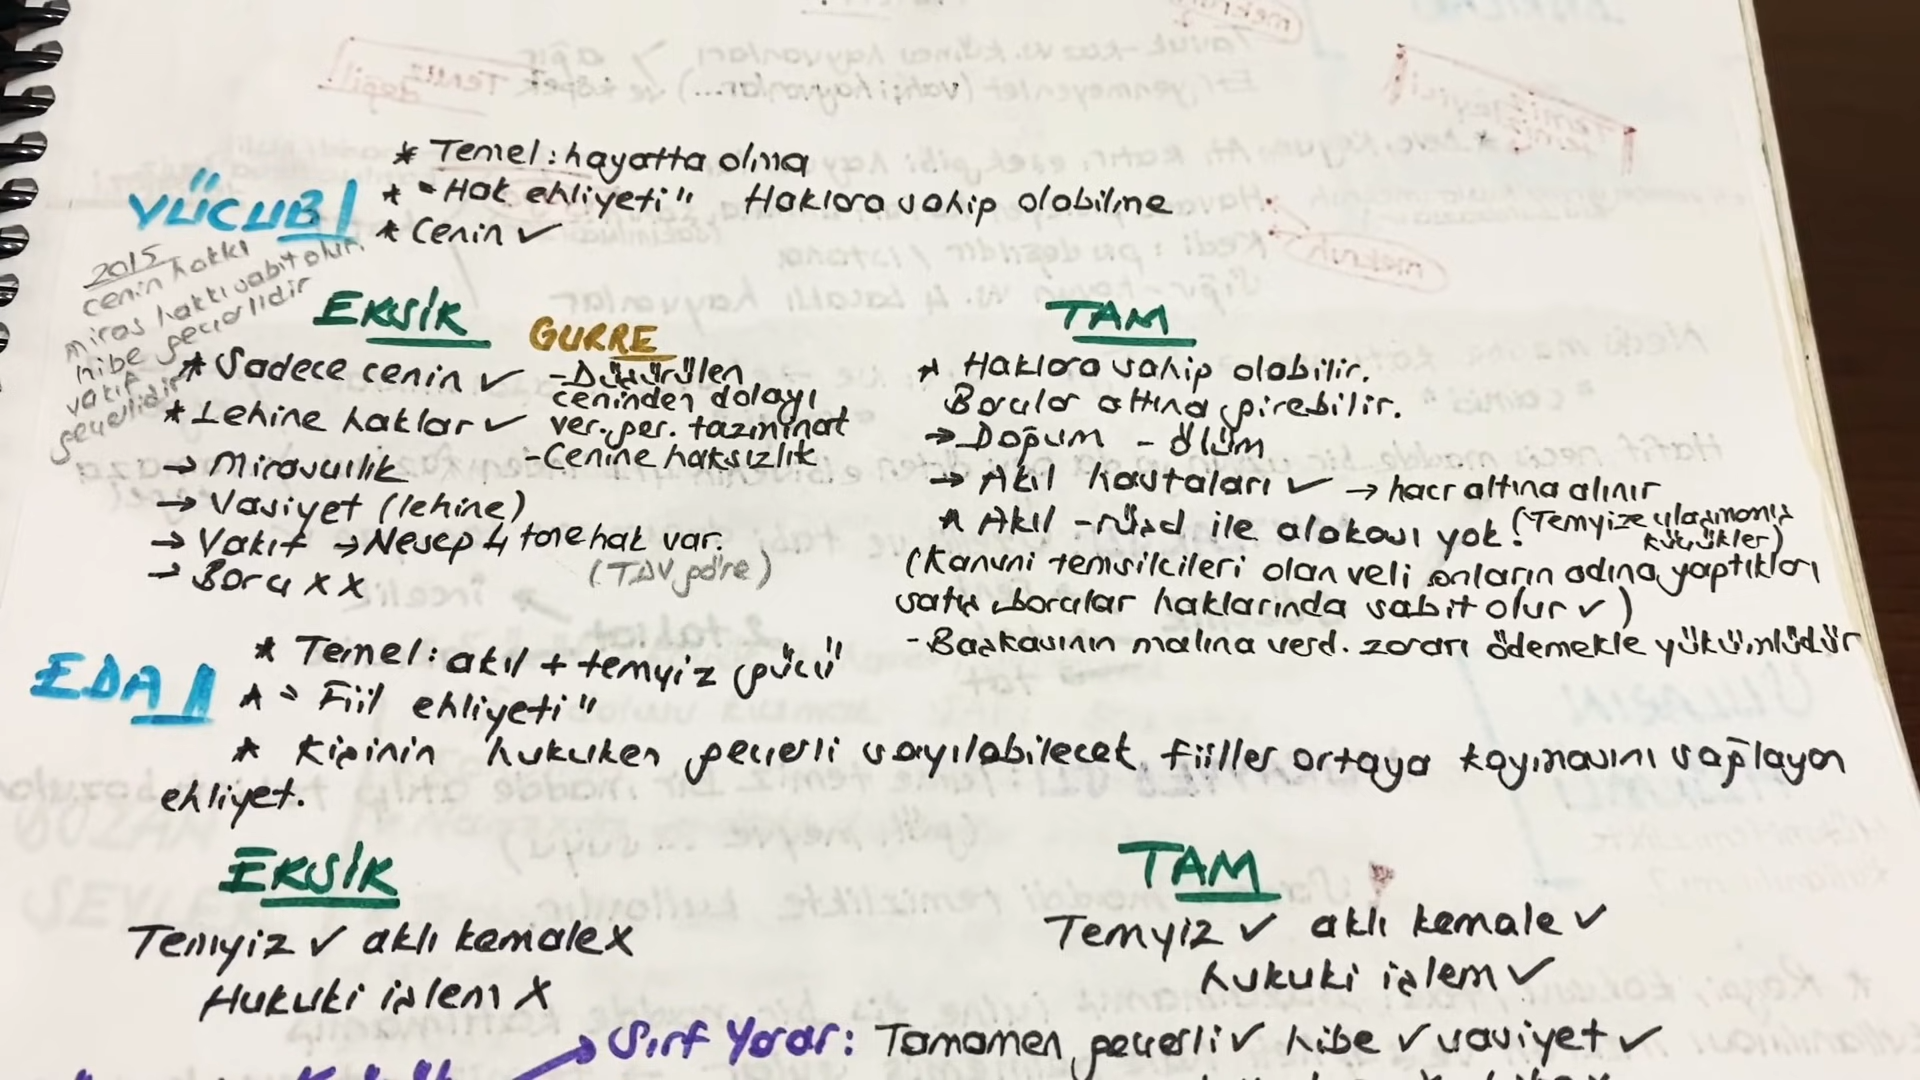 * Temel: hayatta olma
VÜCUB * "Hak ehliyeti" Haklara sahip olabilme
* Cenin ✓
2015
cenin hakkı
miras hakkı sabit olur.
hibe geçerlidir
vakıf
geçerlidir
EKSİK
GURRE
* Sadece cenin ✓
* Lehine haklar ✓
→ Mirasçılık
→ Vasiyet (lehine)
→ Vakıf → Nesep 4 tane hak var.
(TDV göre)
→ Borç x x
- Düşürülen
ceninden dolayı
ver. ger. tazminat
- Cenine haksızlık
TAM
* Haklara sahip olabilir.
Borçlar altına girebilir.
→ Doğum - ölüm
→ Akıl hastaları ✓ → hacr altına alınır
* Akıl - rüşd ile alakası yok! (Temyize ulaşmamış
küçükler)
(Kanuni temsilcileri olan veli onların adına yaptıkları
satış borçlar haklarında sabit olur ✓)
- Başkasının malına verd. zararı ödemekle yükümlüdür
EDA * Temel: akıl + temyiz gücü
* "Fiil ehliyeti"
* Kişinin hukuken geçerli sayılabilecek fiiller ortaya koymasını sağlayan
ehliyet.
EKSİK
Temyiz ✓ aklı kemale x
Hukuki işlem x
TAM
Temyiz ✓ aklı kemale ✓
hukuki işlem ✓
→ Sırf Yarar: Tamamen geçerli ✓ hibe ✓ vasiyet ✓